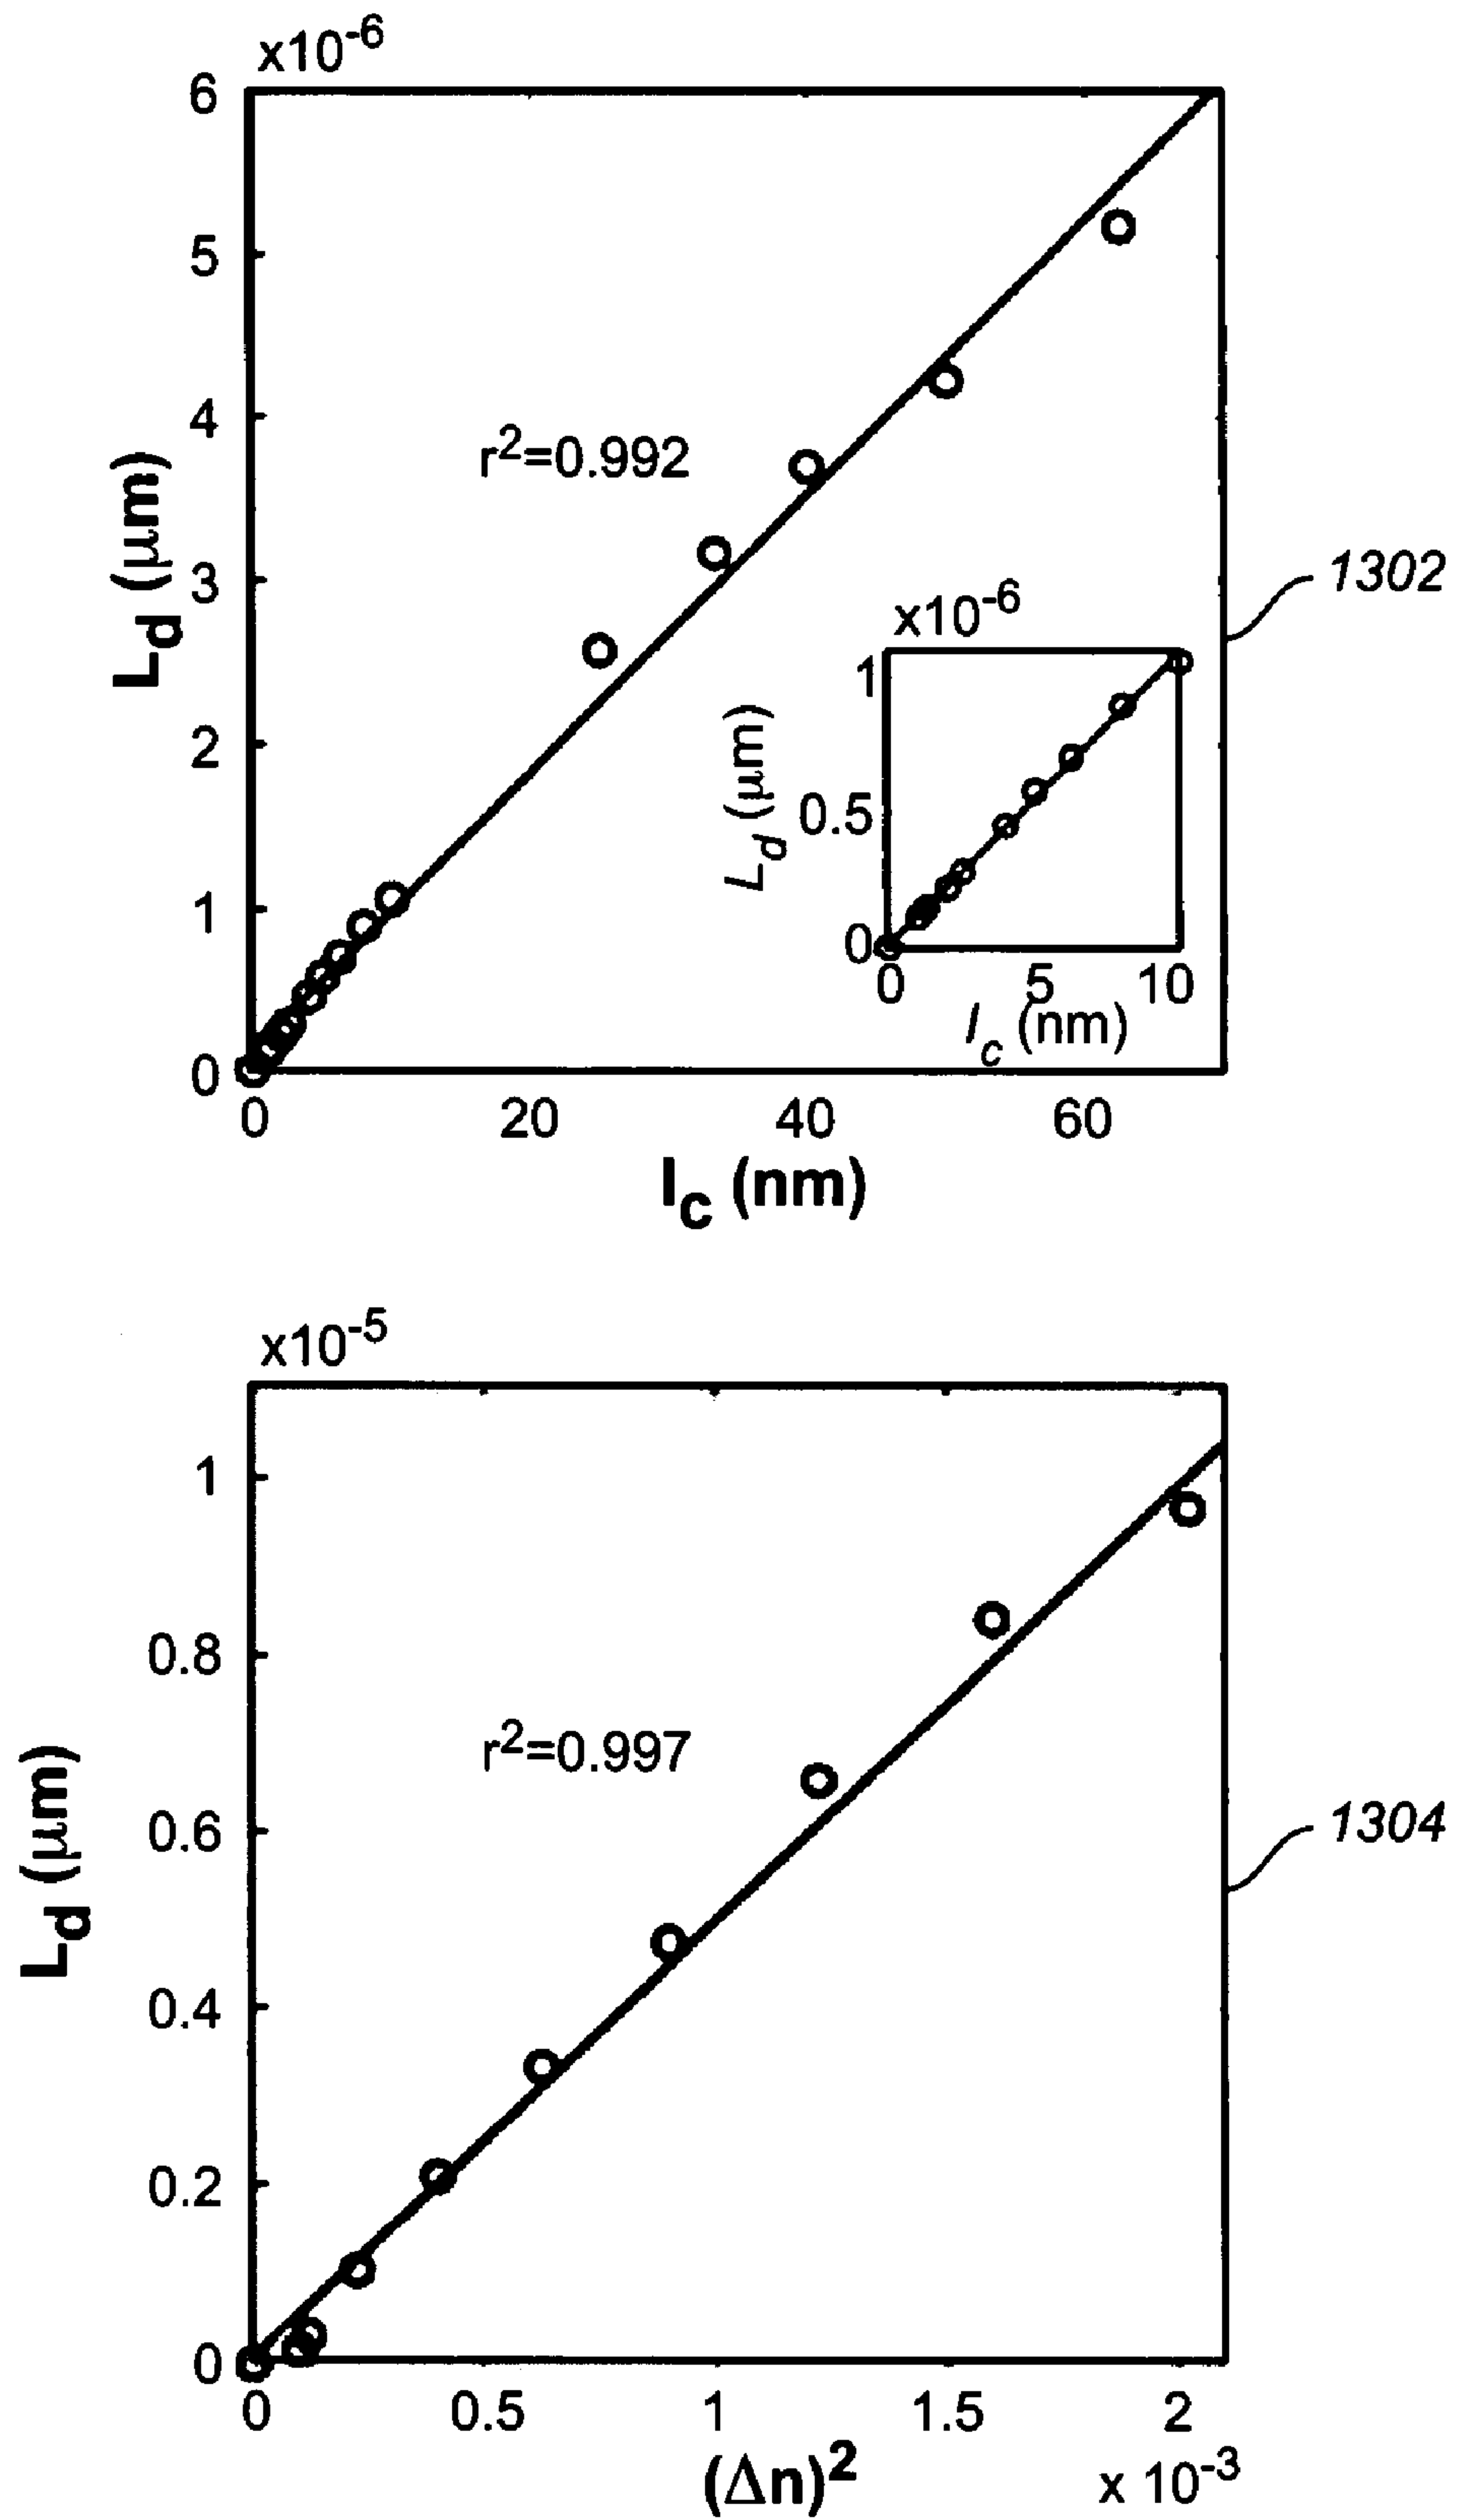 x10-6
6
5
4
3
2
1
0
Ld (μm)
r2=0.992
1302
x10-6
1
0.5
0
Ld (μm)
0 5 10
lc (nm)
0 20 40 60
lc (nm)
x10-5
1
0.8
0.6
0.4
0.2
0
Ld (μm)
r2=0.997
1304
0 0.5 1 1.5 2
(Δn)2
x 10-3